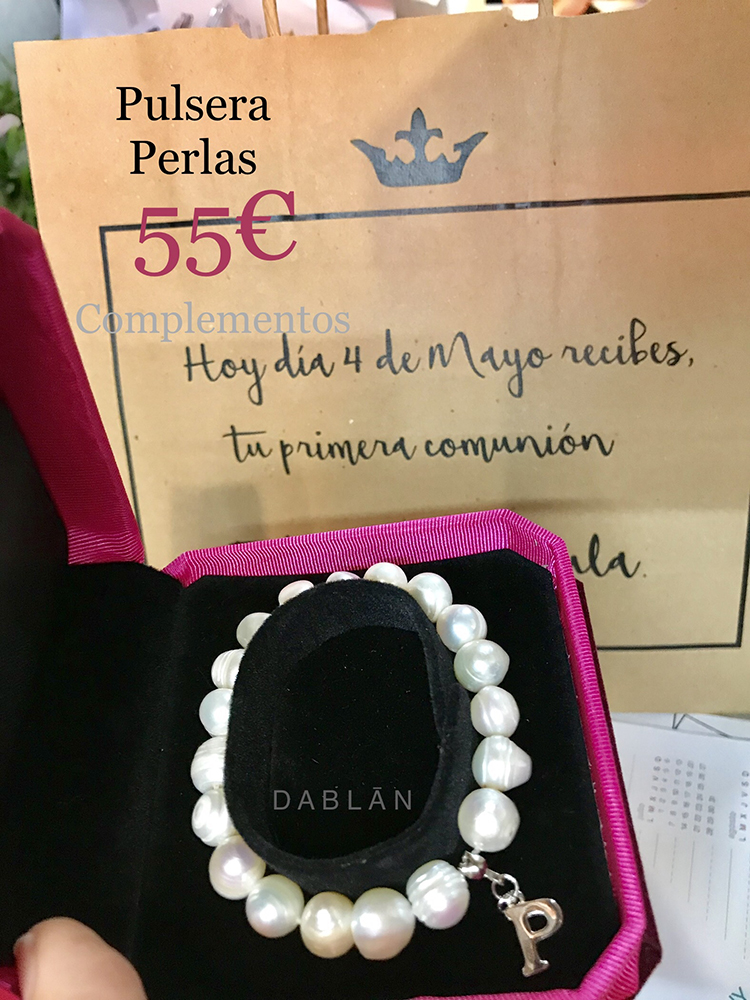 Pulsera
Perlas
55€
Complementos
Hoy día 4 de Mayo recibes,
tu primera comunión
DABLĀN
P